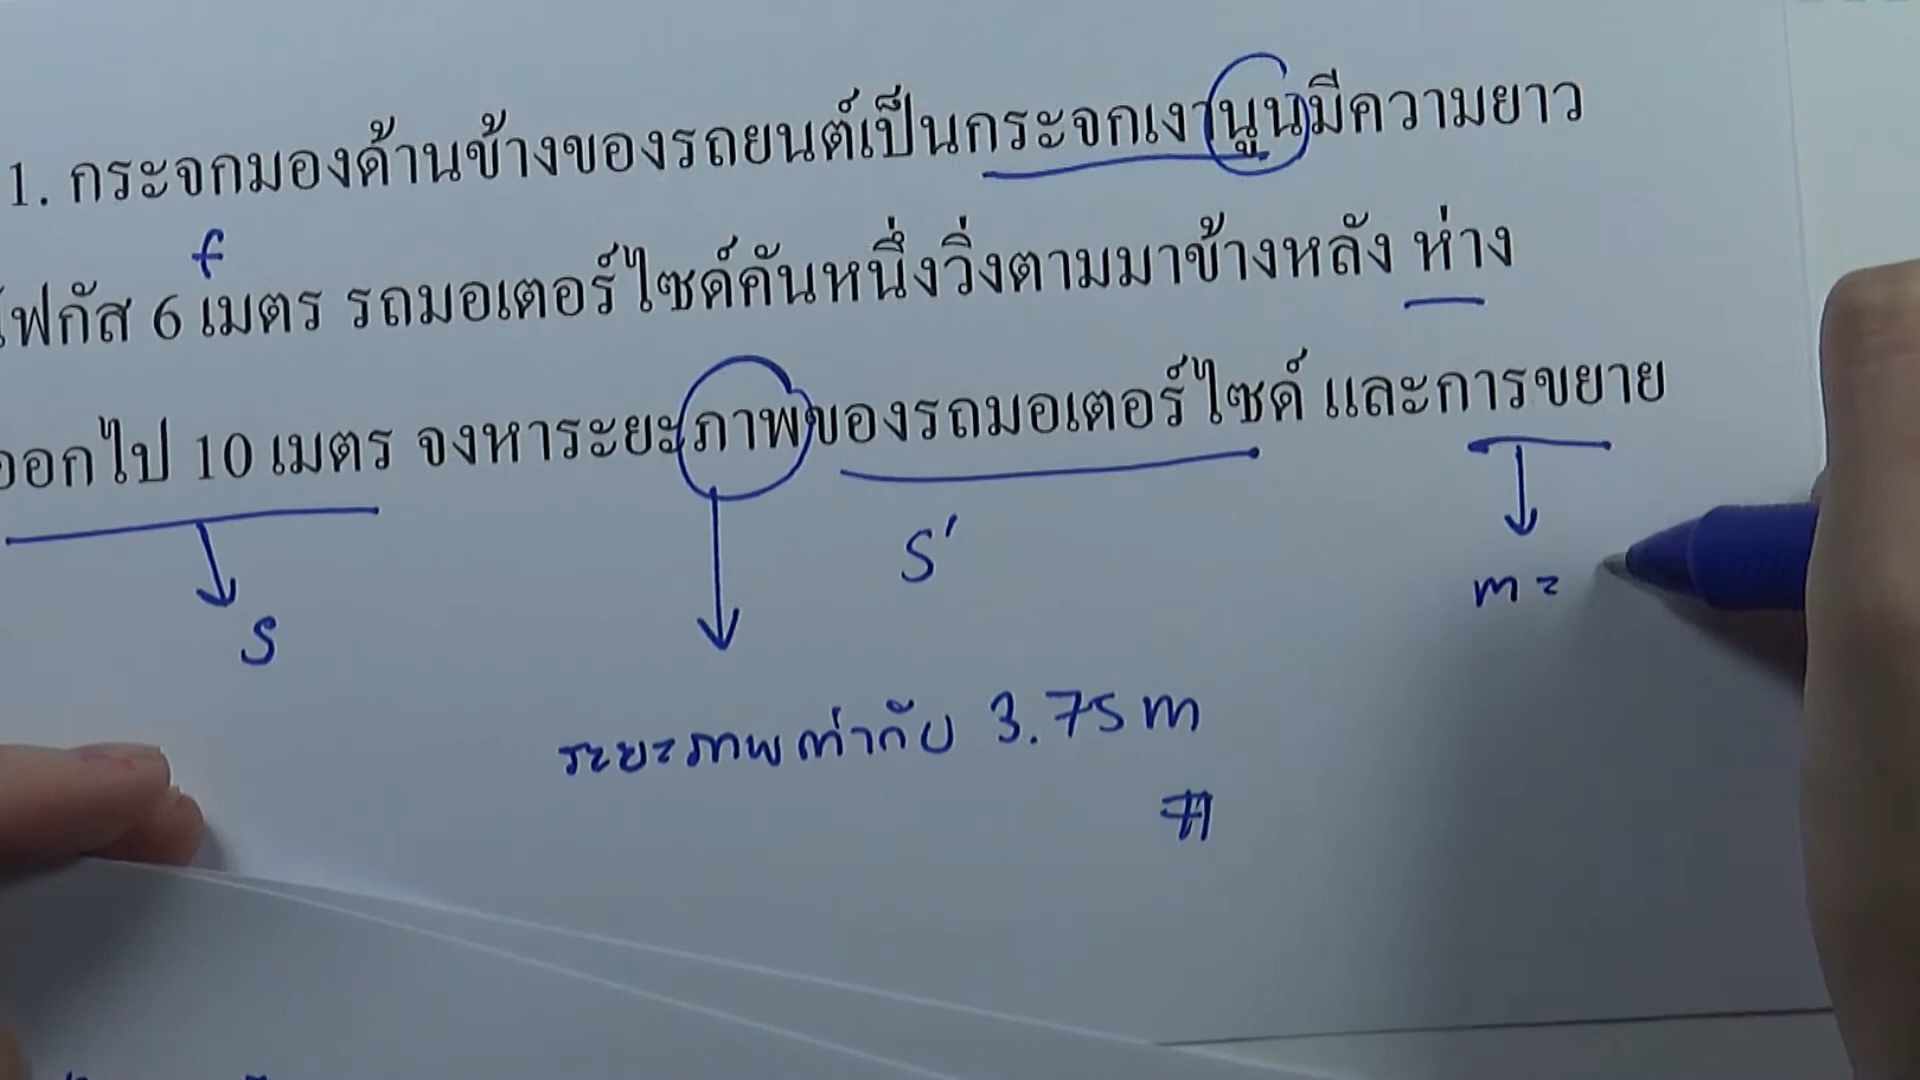 1. กระจกมองด้านข้างของรถยนต์เป็นกระจกเงานูนมีความยาว
f
โฟกัส 6 เมตร รถมอเตอร์ไซด์คันหนึ่งวิ่งตามมาข้างหลัง ห่าง
ออกไป 10 เมตร จงหาระยะภาพของรถมอเตอร์ไซด์ และการขยาย
S S' m =
ระยะภาพเท่ากับ 3.75 m
#